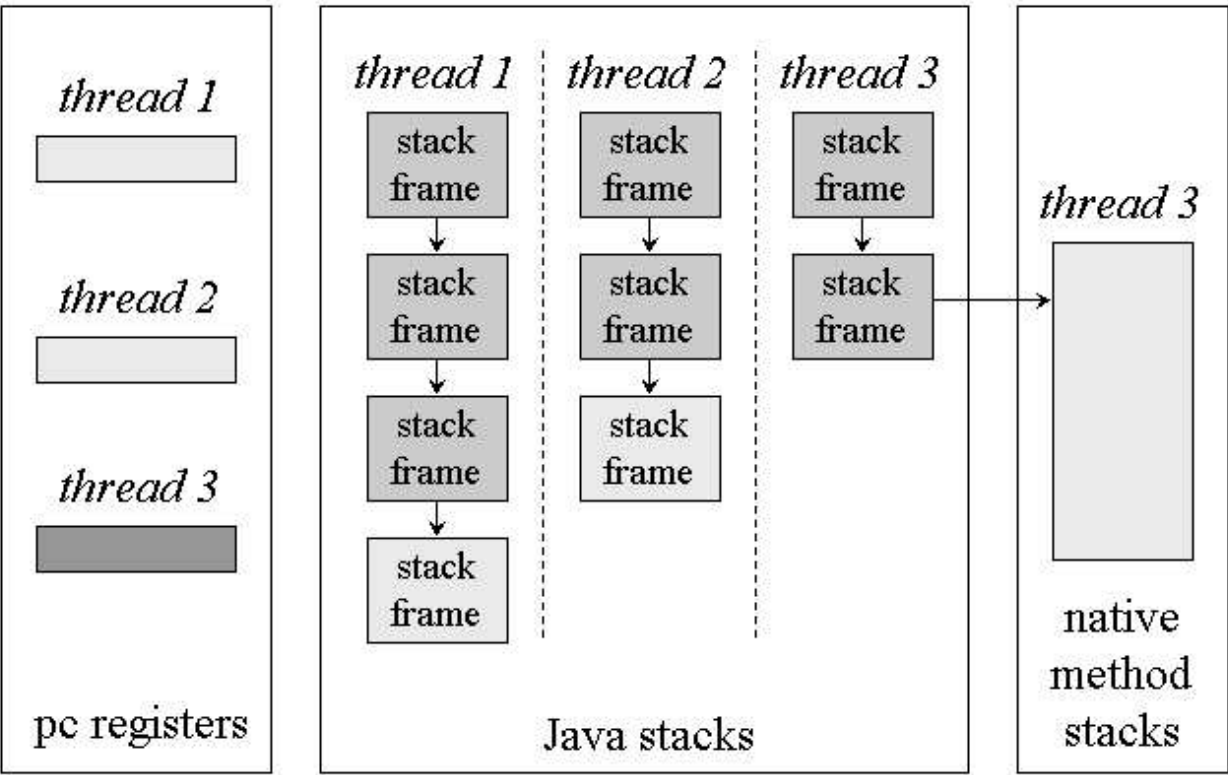 thread 1
thread 2
thread 3
pc registers
thread 1
stack
frame
stack
frame
stack
frame
stack
frame
thread 2
stack
frame
stack
frame
stack
frame
thread 3
stack
frame
stack
frame
Java stacks
thread 3
native
method
stacks